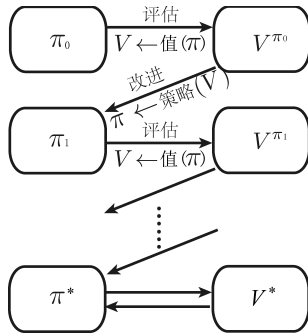 π₀ 评估 V^{π₀}
V ← 值(π)
改进
π ← 策略(V)
π₁ 评估 V^{π₁}
V ← 值(π)
π* V*